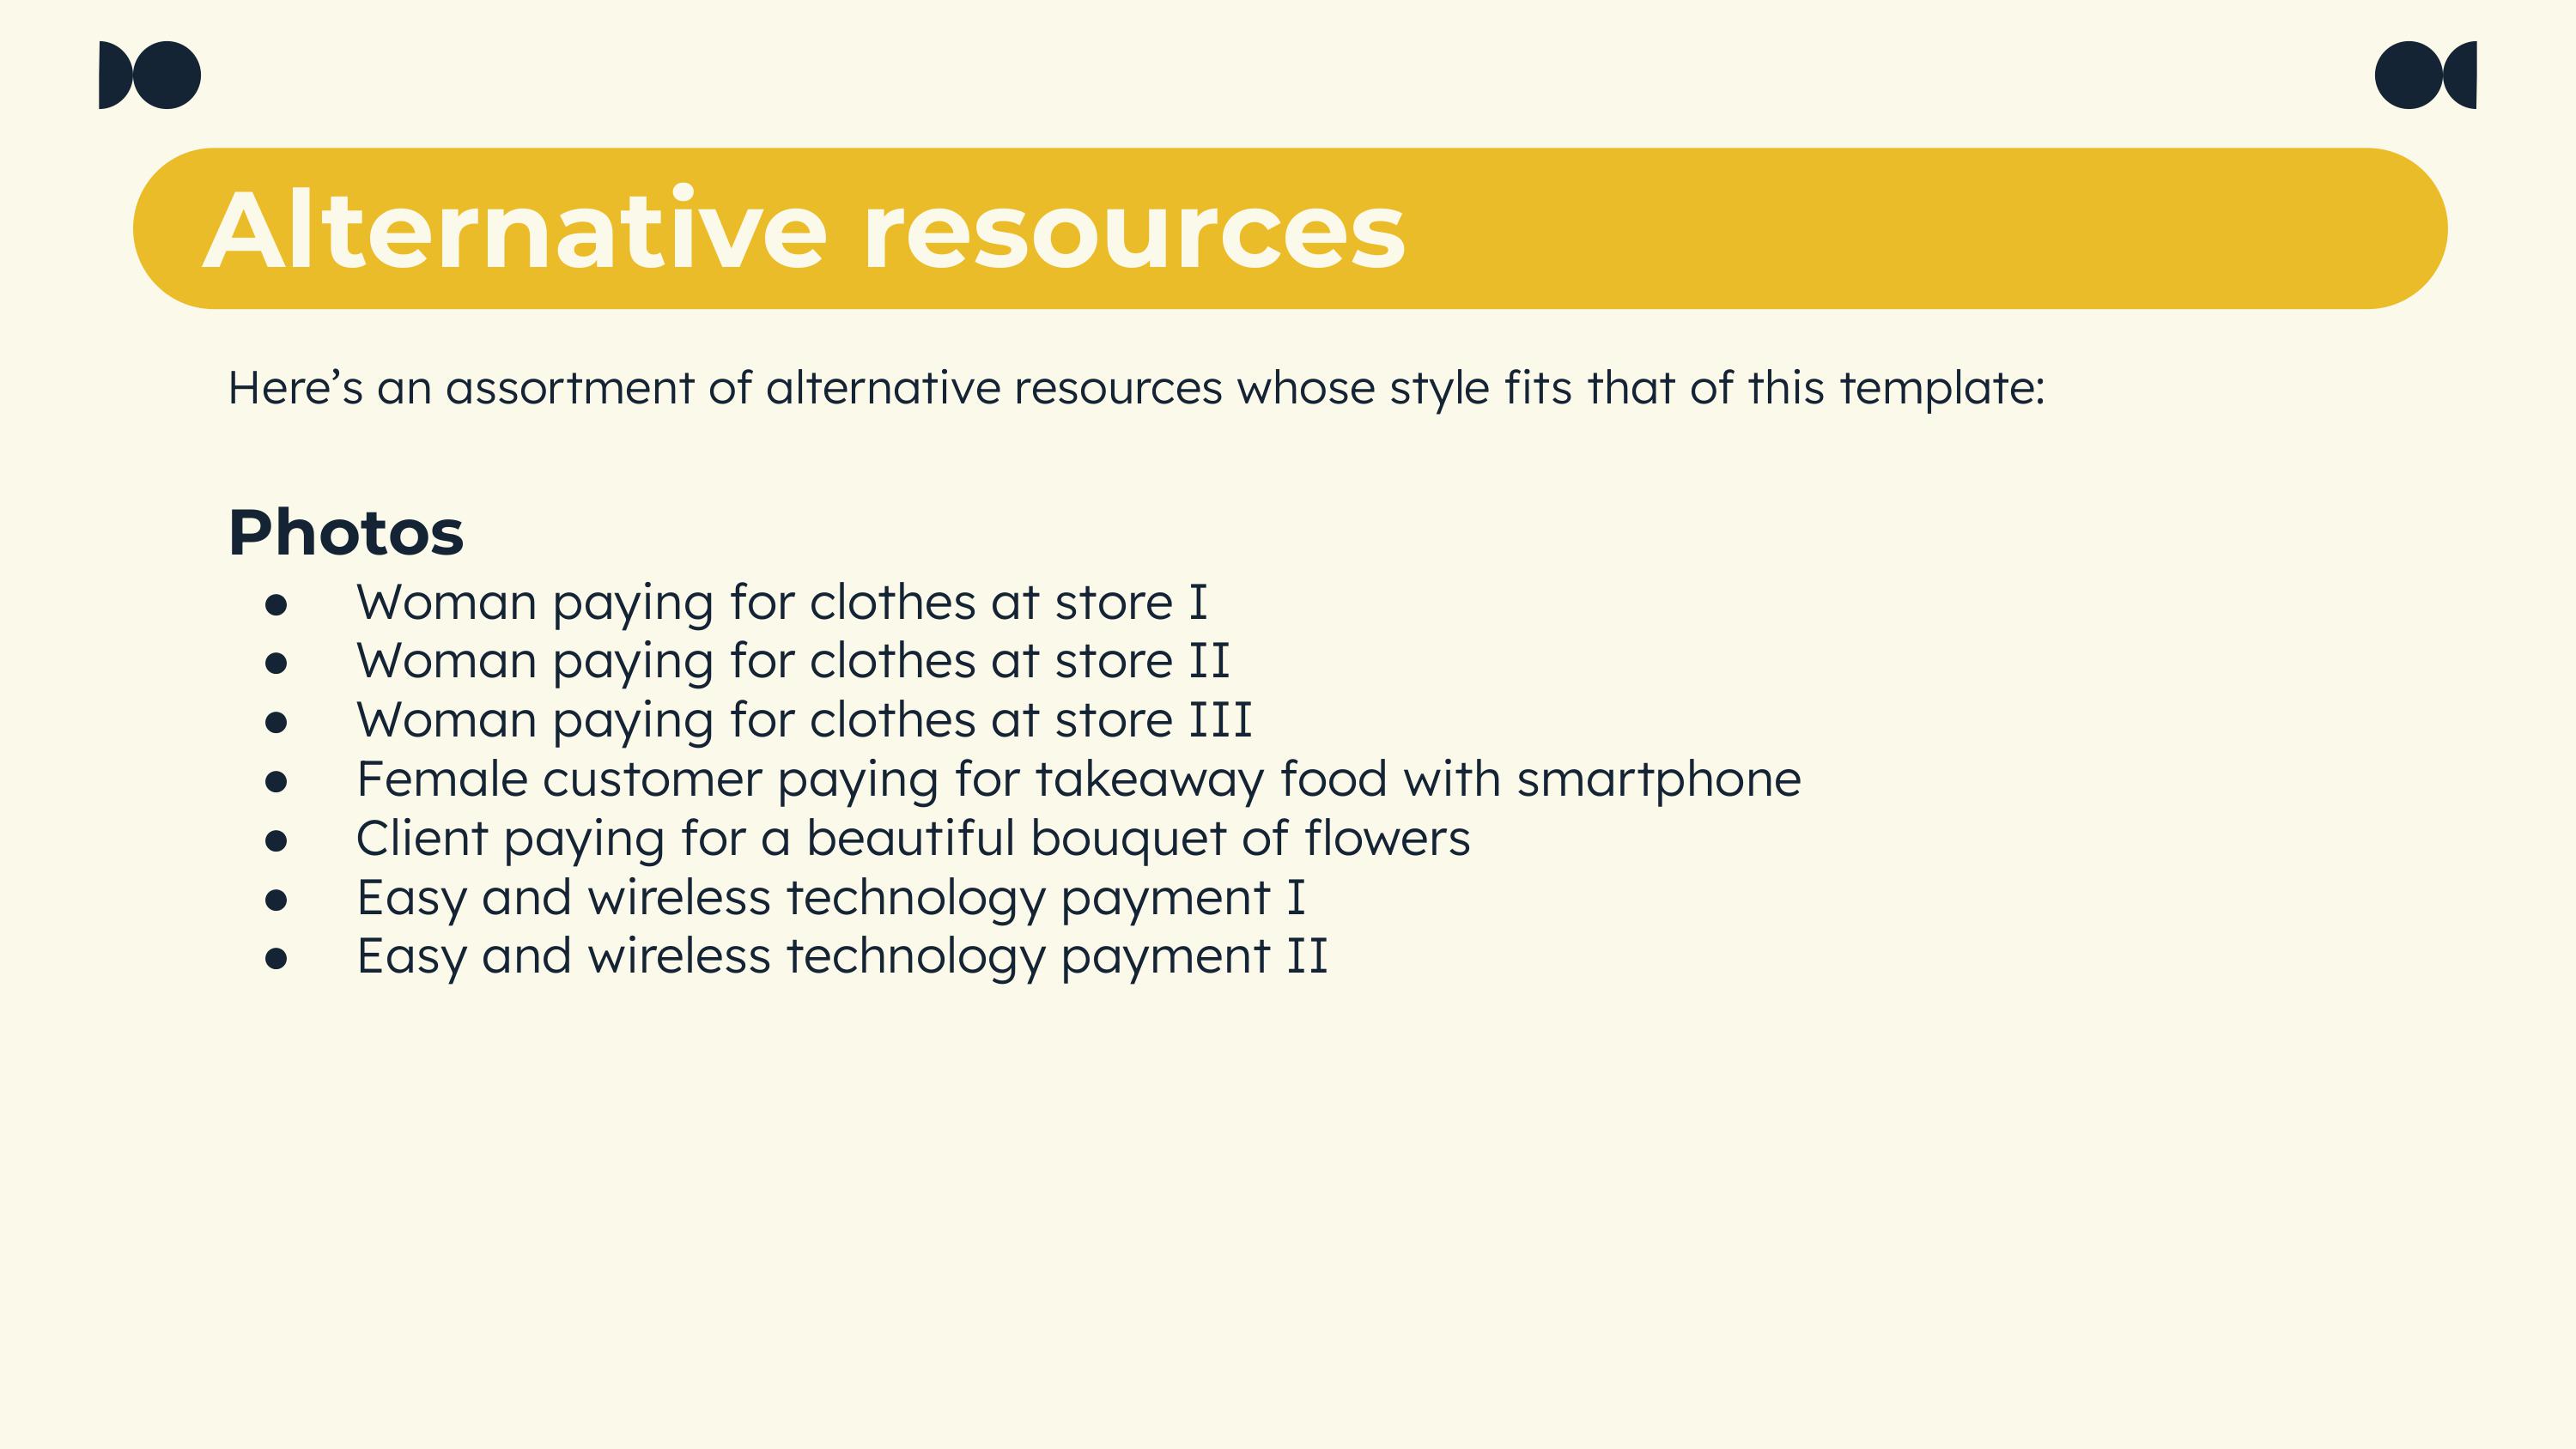 Alternative resources
Here’s an assortment of alternative resources whose style fits that of this template:
Photos
● Woman paying for clothes at store I
● Woman paying for clothes at store II
● Woman paying for clothes at store III
● Female customer paying for takeaway food with smartphone
● Client paying for a beautiful bouquet of flowers
● Easy and wireless technology payment I
● Easy and wireless technology payment II